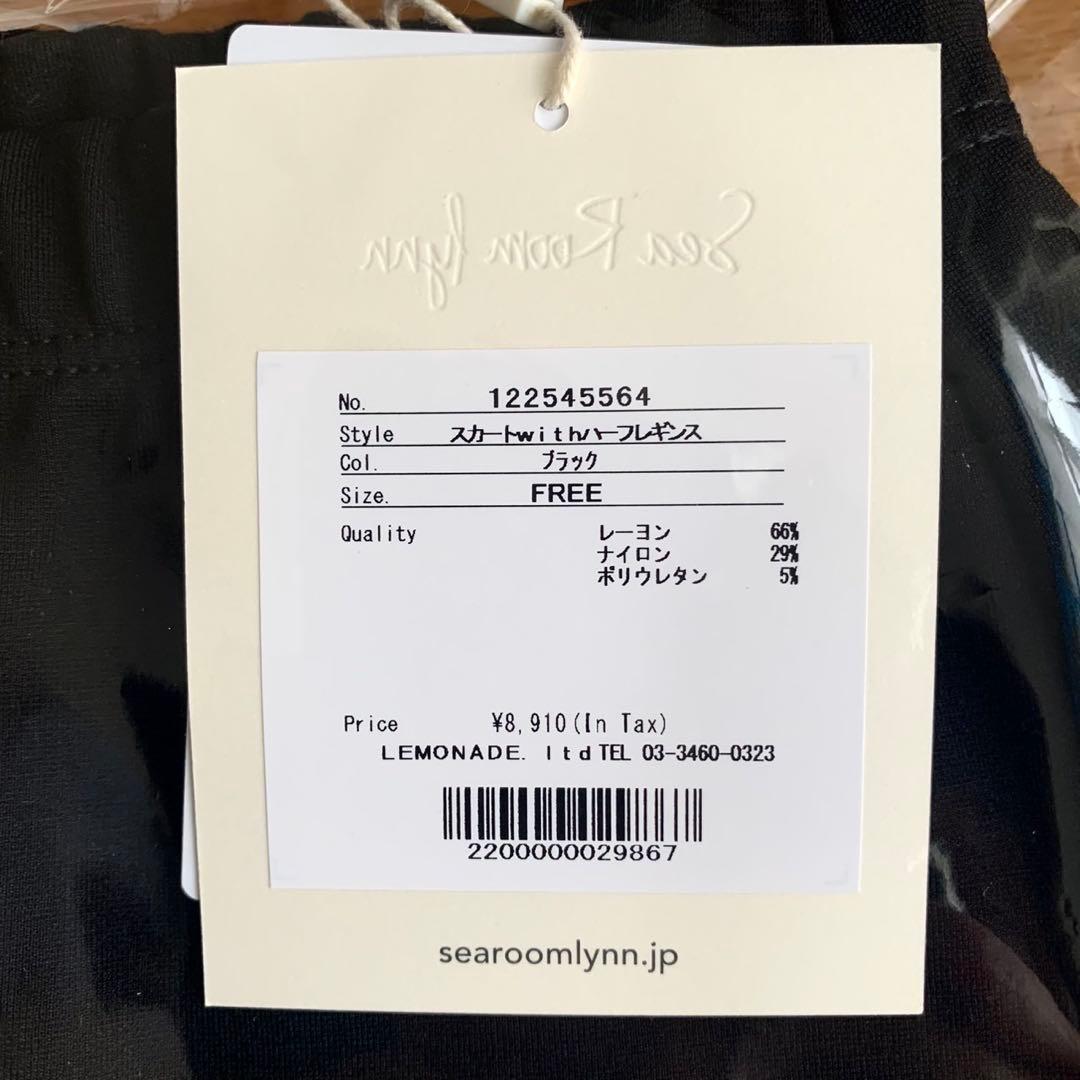 Sea Room lynn
No. 122545564
Style スカートwithハーフレギンス
Col. ブラック
Size. FREE
Quality レーヨン 66%
ナイロン 29%
ポリウレタン 5%
Price ¥8,910(In Tax)
LEMONADE. ltd TEL 03-3460-0323
2200000029867
searoomlynn.jp